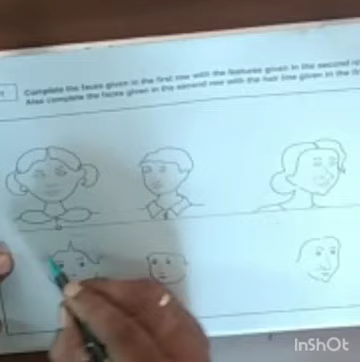 Complete the faces given in the first row with the features given in the second
Also complete the faces given in the second row with the hair line given in the
InShOt